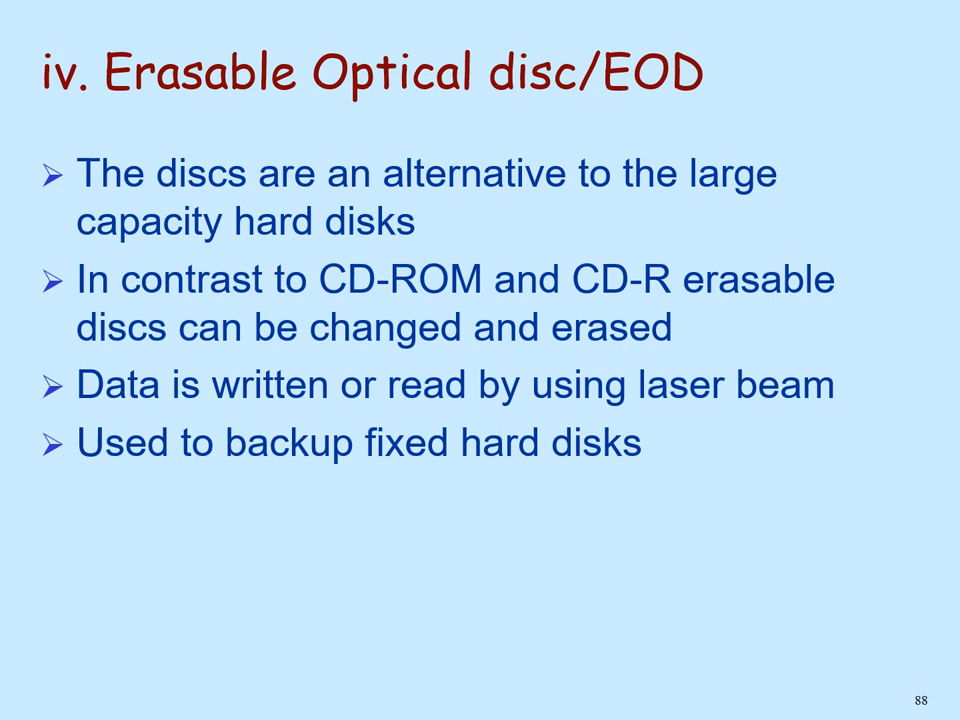 iv. Erasable Optical disc/EOD
The discs are an alternative to the large
capacity hard disks
In contrast to CD-ROM and CD-R erasable
discs can be changed and erased
Data is written or read by using laser beam
Used to backup fixed hard disks
88